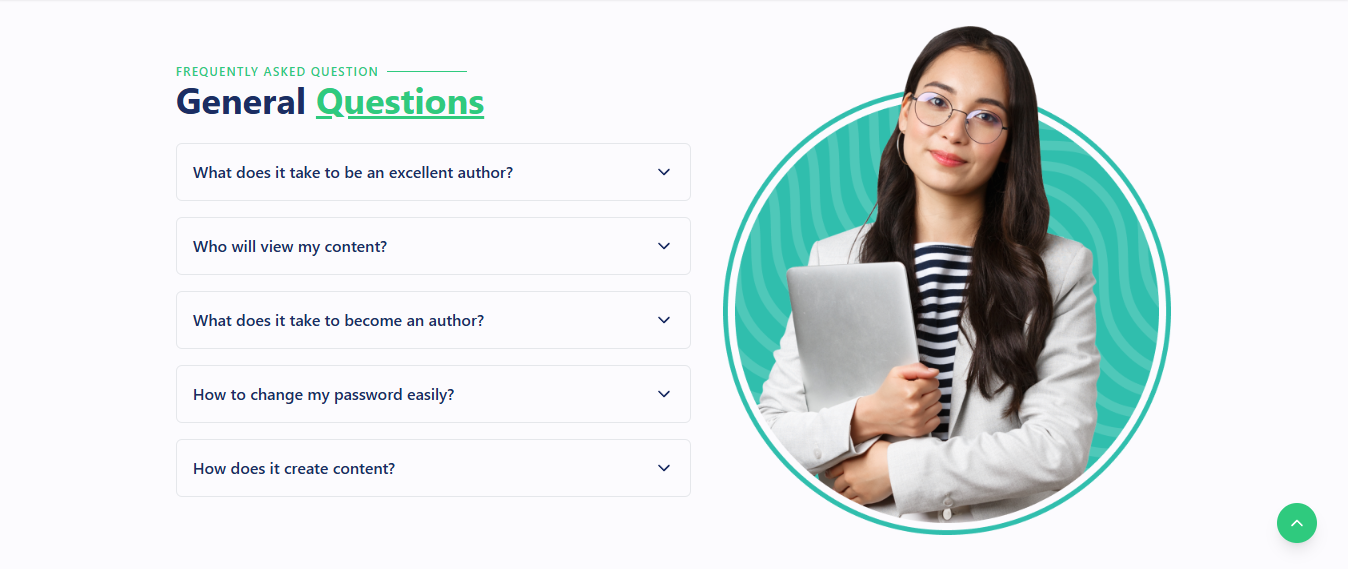 FREQUENTLY ASKED QUESTION
General Questions
What does it take to be an excellent author?
Who will view my content?
What does it take to become an author?
How to change my password easily?
How does it create content?